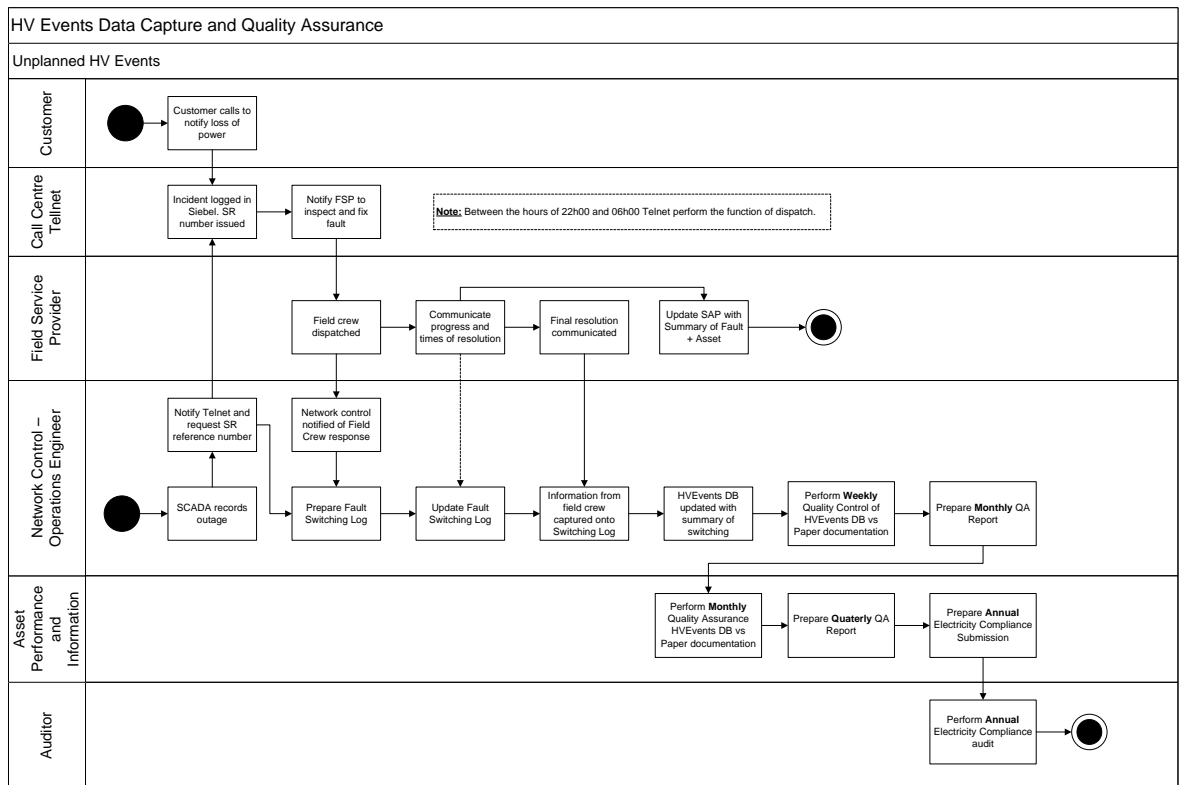 HV Events Data Capture and Quality Assurance
Unplanned HV Events
Customer
Customer calls to
notify loss of
power
Call Centre
Tellnet
Incident logged in
Siebel. SR
number issued
Notify FSP to
inspect and fix
fault
Note: Between the hours of 22h00 and 06h00 Telnet perform the function of dispatch.
Field Service
Provider
Field crew
dispatched
Communicate
progress and
times of resolution
Final resolution
communicated
Update SAP with
Summary of Fault
+ Asset
Network Control –
Operations Engineer
Notify Telnet and
request SR
reference number
Network control
notified of Field
Crew response
SCADA records
outage
Prepare Fault
Switching Log
Update Fault
Switching Log
Information from
field crew
captured onto
Switching Log
HVEvents DB
updated with
summary of
switching
Perform Weekly
Quality Control of
HVEvents DB vs
Paper documentation
Prepare Monthly QA
Report
Asset
Performance
and
Information
Perform Monthly
Quality Assurance
HVEvents DB vs
Paper documentation
Prepare Quaterly QA
Report
Prepare Annual
Electricity Compliance
Submission
Auditor
Perform Annual
Electricity Compliance
audit